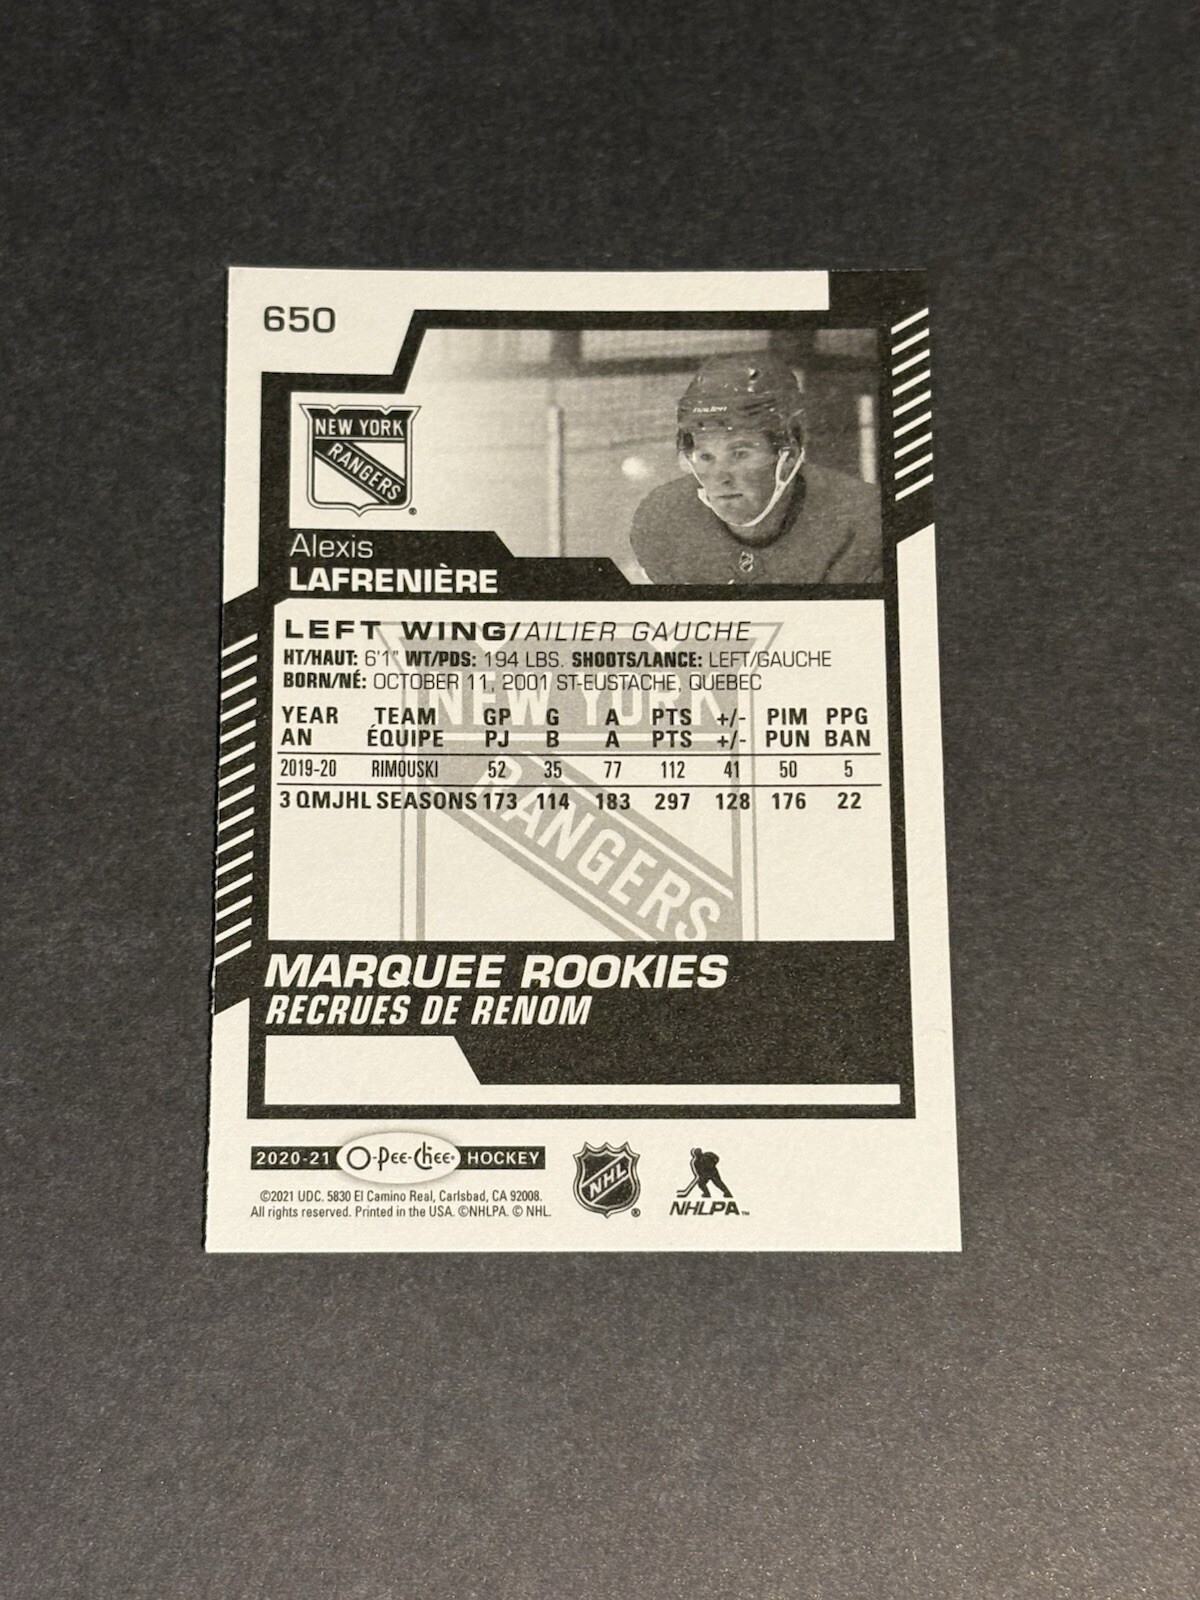 650
NEW YORK
RANGERS
Alexis
LAFRENIÈRE
LEFT WING/AILIER GAUCHE
HT/HAUT: 6'1" WT/PDS: 194 LBS. SHOOTS/LANCE: LEFT/GAUCHE
BORN/NÉ: OCTOBER 11, 2001 ST-EUSTACHE, QUEBEC
YEAR TEAM GP G A PTS +/- PIM PPG
AN ÉQUIPE PJ B A PTS +/- PUN BAN
2019-20 RIMOUSKI 52 35 77 112 41 50 5
3 QMJHL SEASONS 173 114 183 297 128 176 22
NEW YORK
RANGERS
MARQUEE ROOKIES
RECRUES DE RENOM
2020-21 O-Pee-Chee HOCKEY
©2021 UDC. 5830 El Camino Real, Carlsbad, CA 92008.
All rights reserved. Printed in the USA. ©NHLPA. © NHL.
NHL ®
NHLPA™